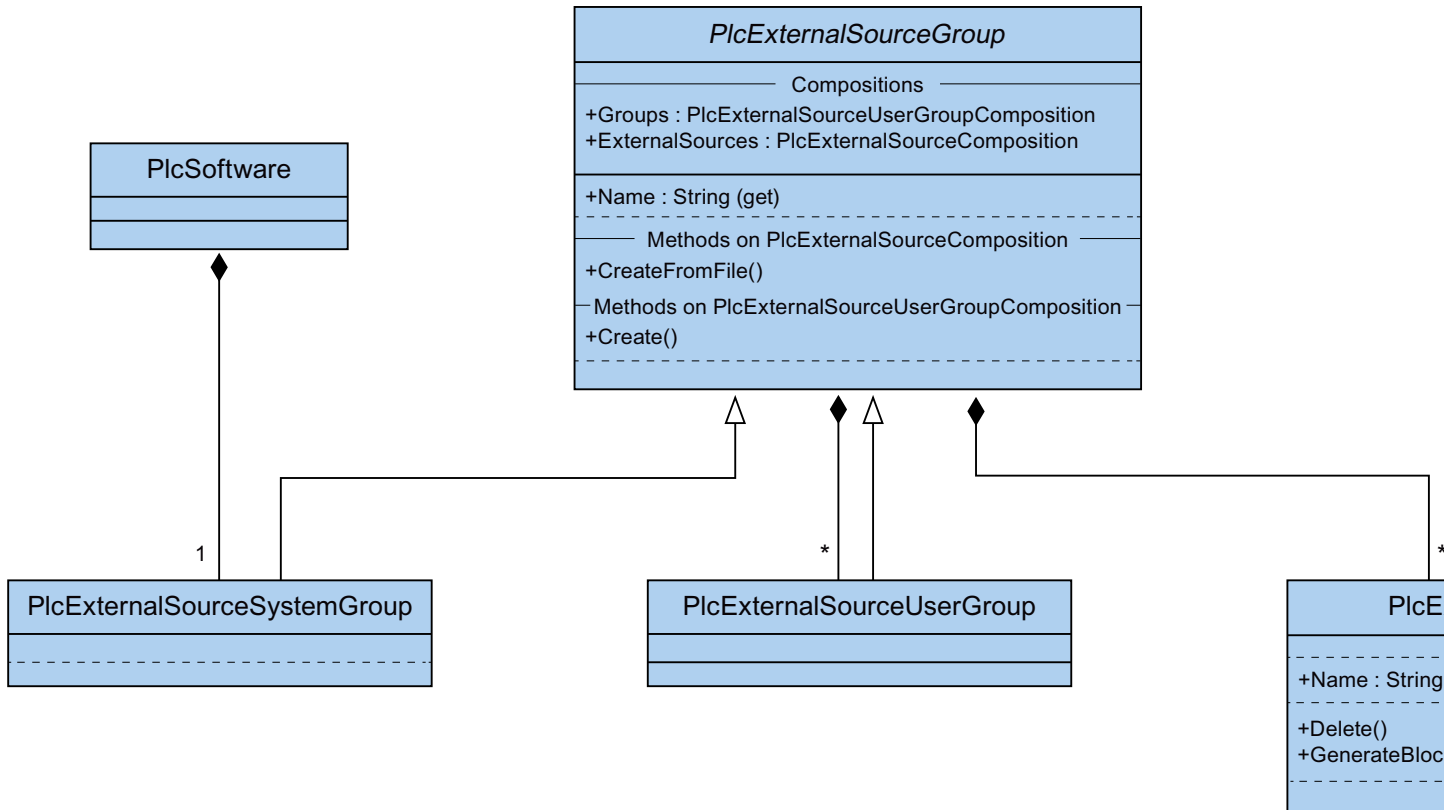 PlcExternalSourceGroup
Compositions
+Groups : PlcExternalSourceUserGroupComposition
+ExternalSources : PlcExternalSourceComposition
PlcSoftware
+Name : String (get)
Methods on PlcExternalSourceComposition
+CreateFromFile()
Methods on PlcExternalSourceUserGroupComposition
+Create()
1
*
*
PlcExternalSourceSystemGroup
PlcExternalSourceUserGroup
PlcE
+Name : String
+Delete()
+GenerateBloc